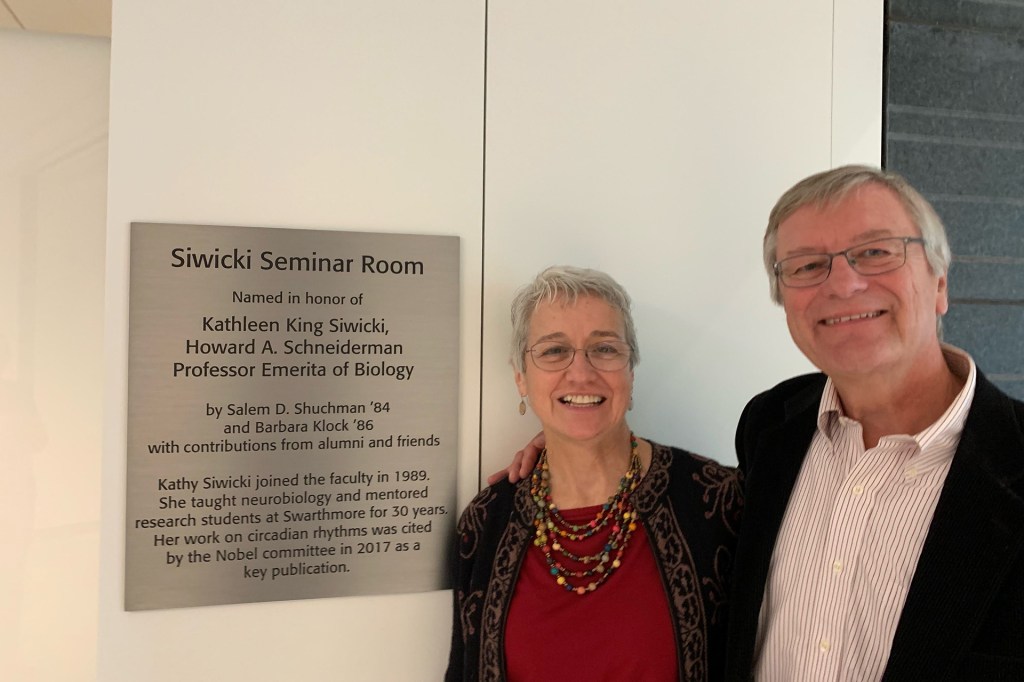 Siwicki Seminar Room
Named in honor of
Kathleen King Siwicki,
Howard A. Schneiderman
Professor Emerita of Biology
by Salem D. Shuchman ’84
and Barbara Klock ’86
with contributions from alumni and friends
Kathy Siwicki joined the faculty in 1989.
She taught neurobiology and mentored
research students at Swarthmore for 30 years.
Her work on circadian rhythms was cited
by the Nobel committee in 2017 as a
key publication.